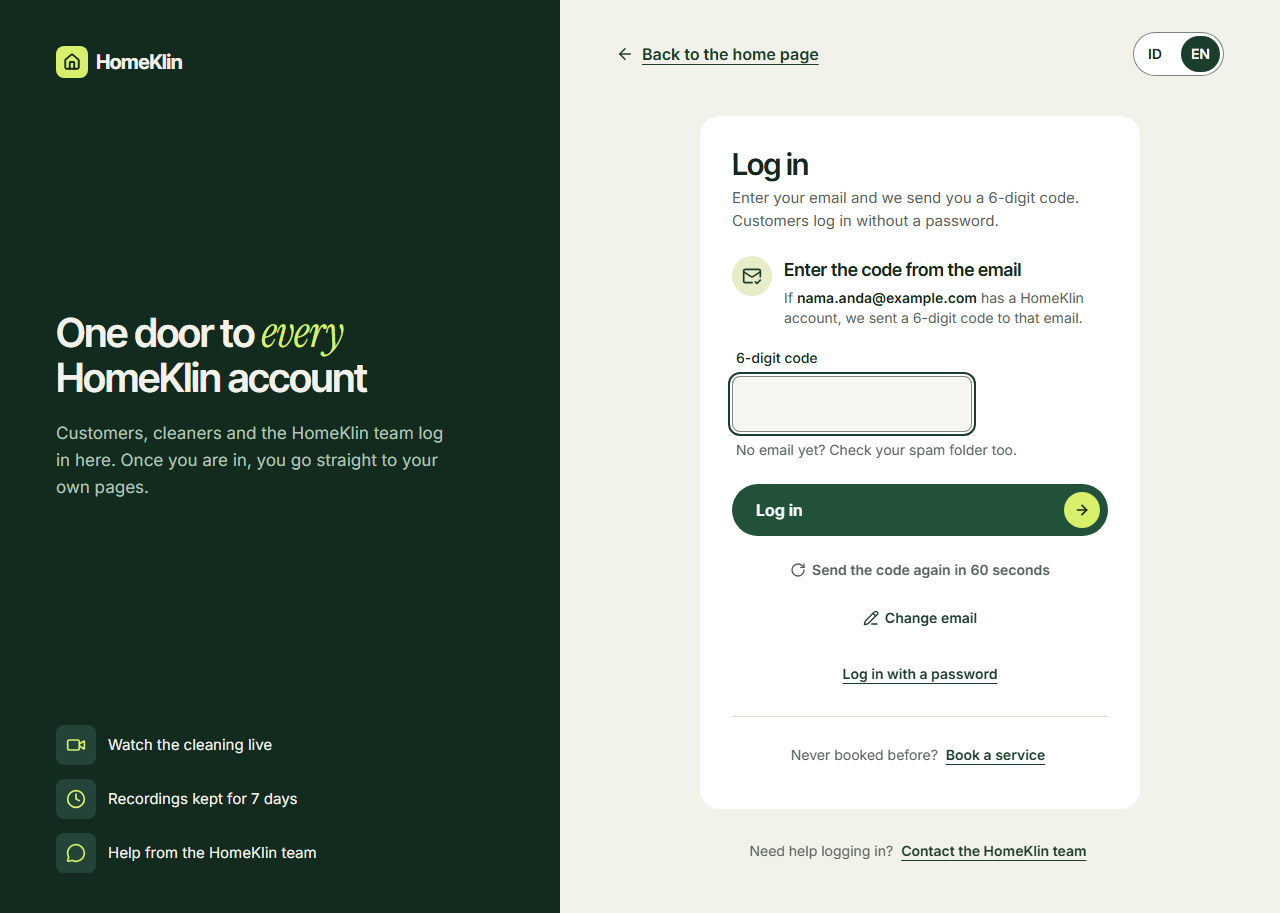 HomeKlin
One door to every
HomeKlin account
Customers, cleaners and the HomeKlin team log
in here. Once you are in, you go straight to your
own pages.
Watch the cleaning live
Recordings kept for 7 days
Help from the HomeKlin team
Back to the home page
ID EN
Log in
Enter your email and we send you a 6-digit code.
Customers log in without a password.
Enter the code from the email
If nama.anda@example.com has a HomeKlin
account, we sent a 6-digit code to that email.
6-digit code
No email yet? Check your spam folder too.
Log in
Send the code again in 60 seconds
Change email
Log in with a password
Never booked before? Book a service
Need help logging in? Contact the HomeKlin team